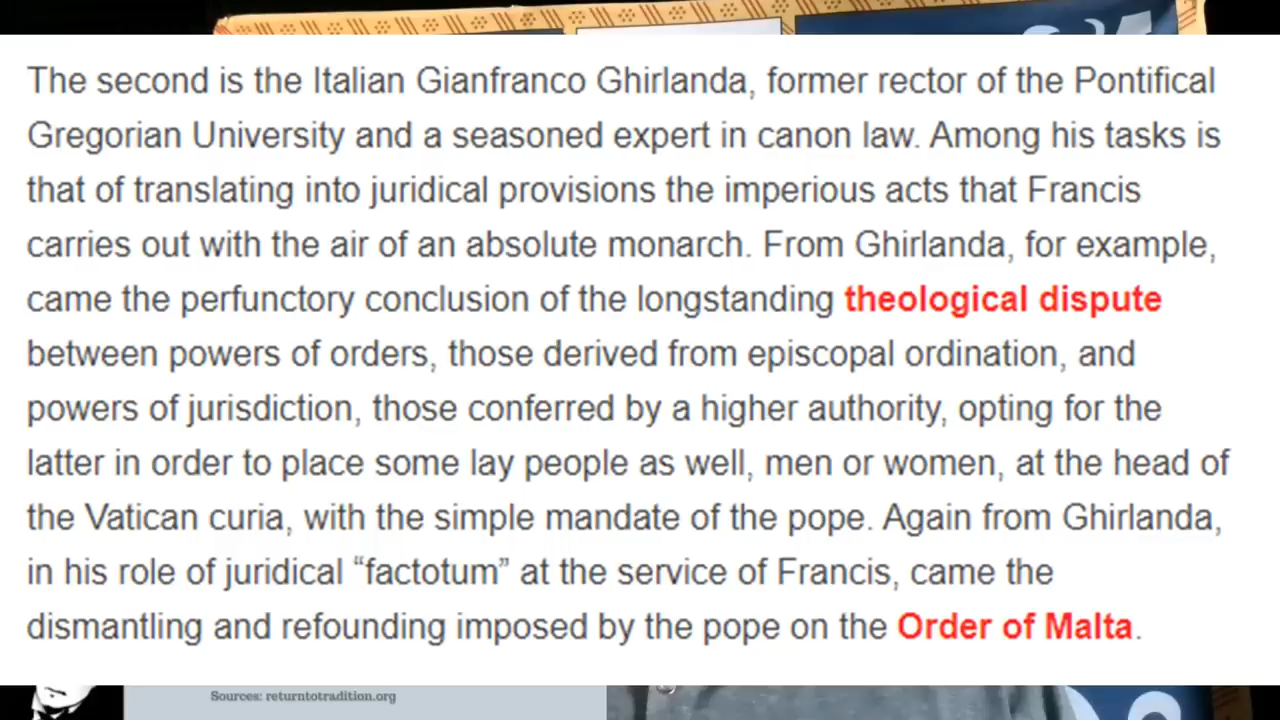 The second is the Italian Gianfranco Ghirlanda, former rector of the Pontifical
Gregorian University and a seasoned expert in canon law. Among his tasks is
that of translating into juridical provisions the imperious acts that Francis
carries out with the air of an absolute monarch. From Ghirlanda, for example,
came the perfunctory conclusion of the longstanding theological dispute
between powers of orders, those derived from episcopal ordination, and
powers of jurisdiction, those conferred by a higher authority, opting for the
latter in order to place some lay people as well, men or women, at the head of
the Vatican curia, with the simple mandate of the pope. Again from Ghirlanda,
in his role of juridical “factotum” at the service of Francis, came the
dismantling and refounding imposed by the pope on the Order of Malta.
Sources: returntotradition.org